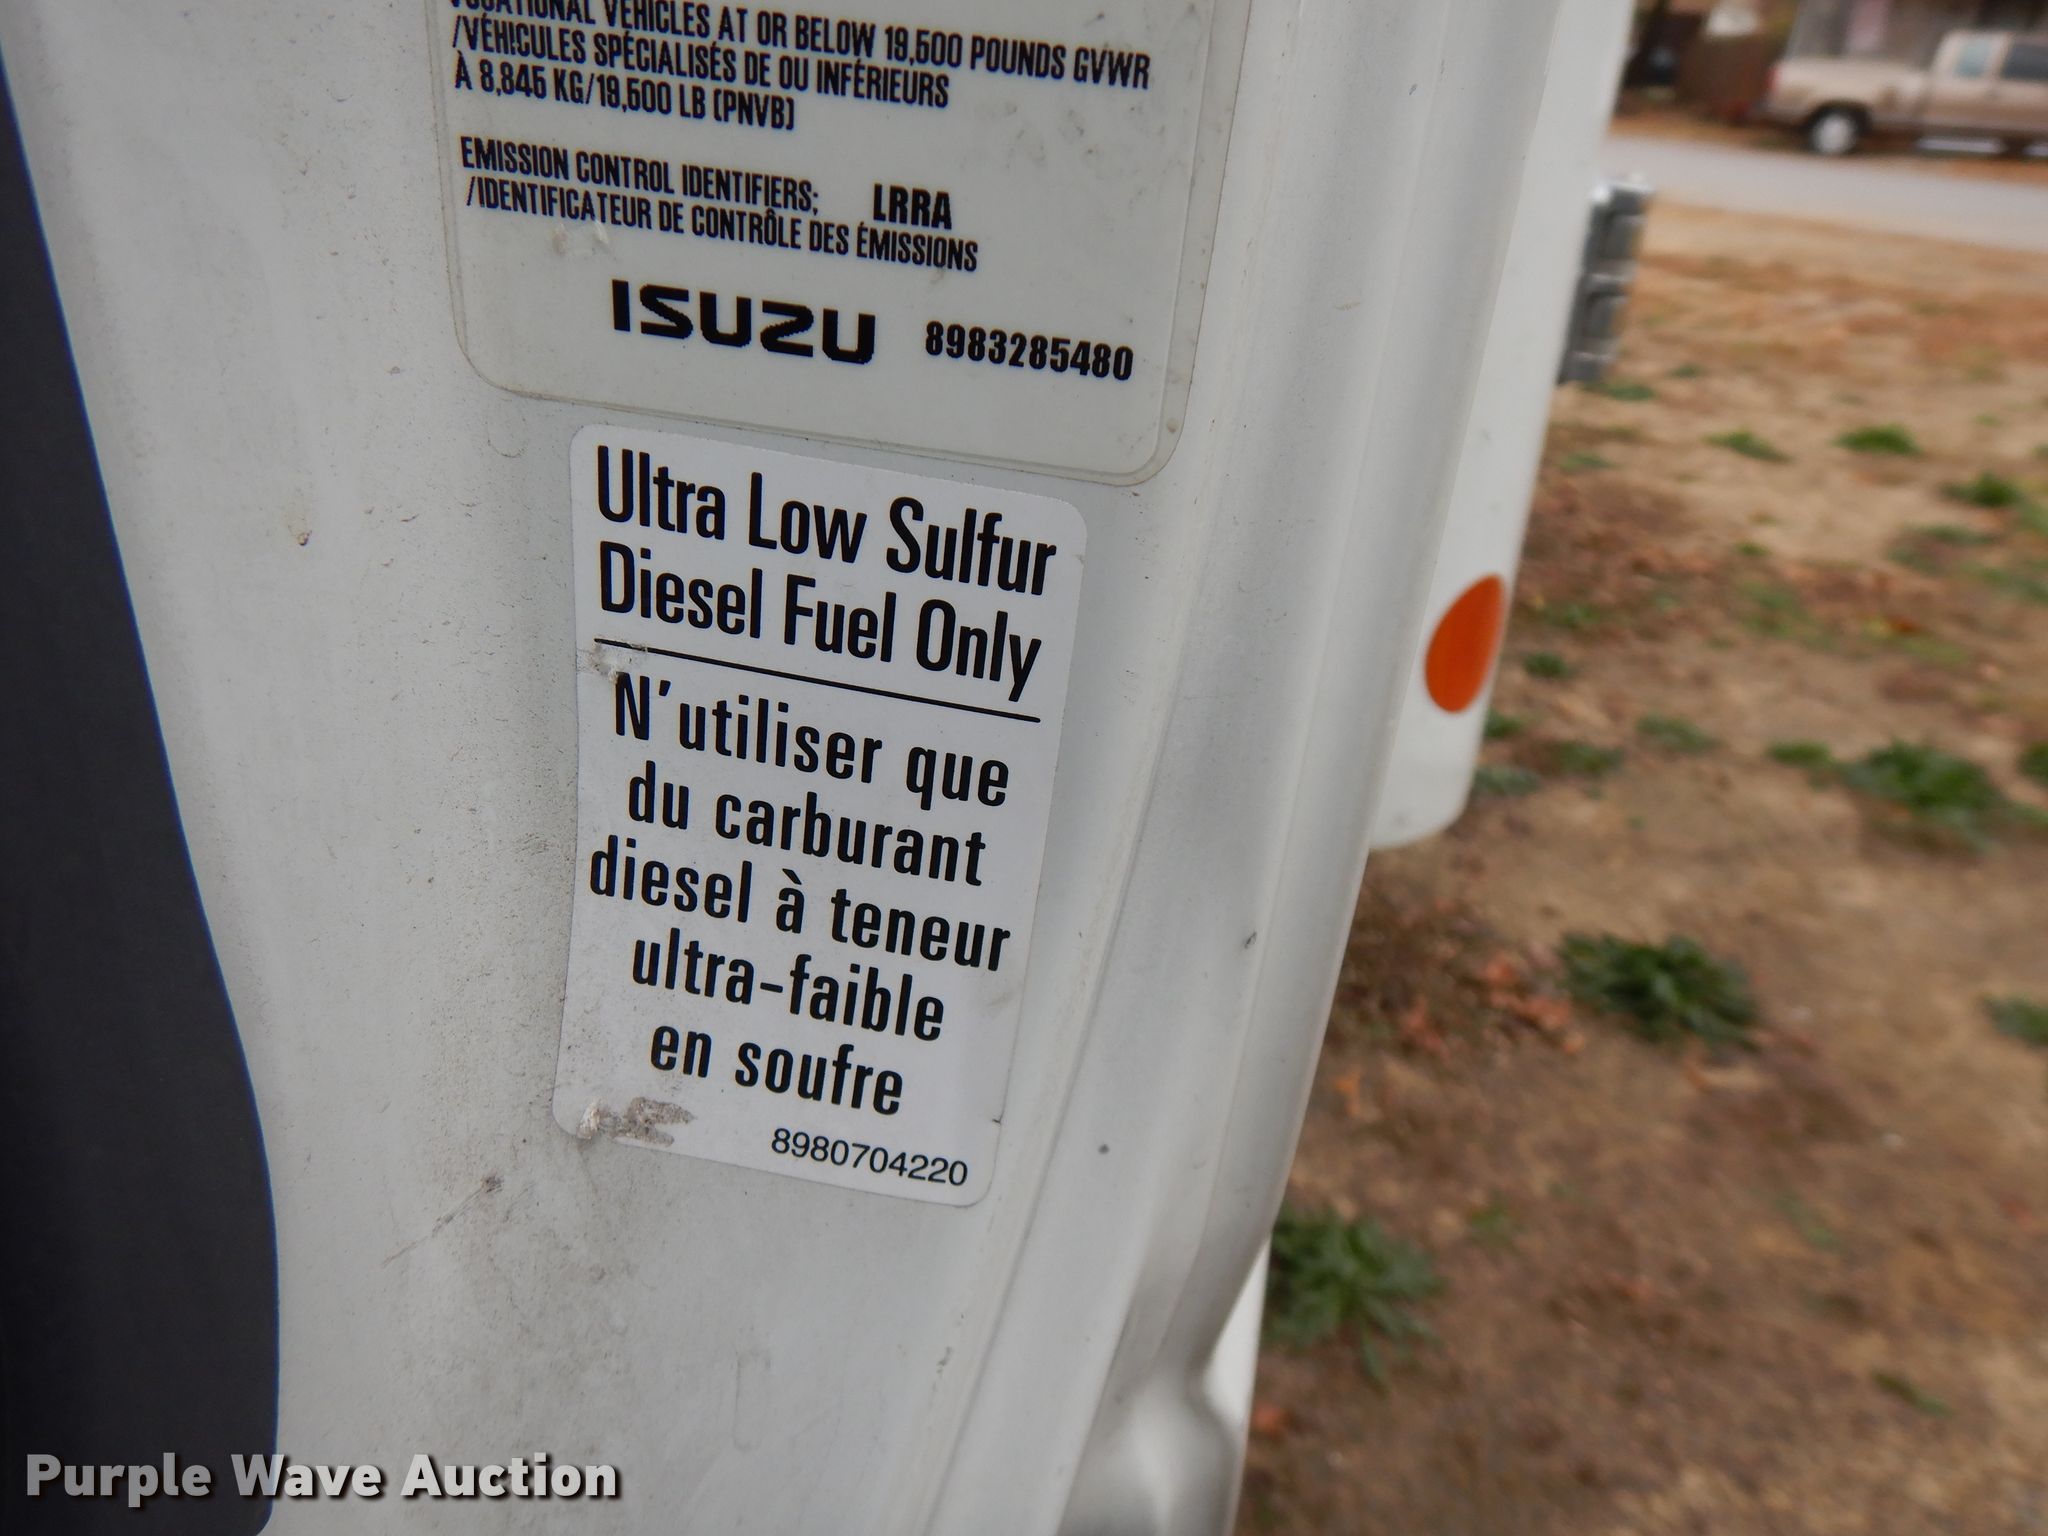 VOCATIONAL VEHICLES AT OR BELOW 19,500 POUNDS GVWR
/VÉHICULES SPÉCIALISÉS DE OU INFÉRIEURS
À 8,845 KG/19,500 LB (PNVB)
EMISSION CONTROL IDENTIFIERS: LRRA
/IDENTIFICATEUR DE CONTRÔLE DES ÉMISSIONS
ISUZU 8983285480
Ultra Low Sulfur
Diesel Fuel Only
N'utiliser que
du carburant
diesel à teneur
ultra-faible
en soufre
8980704220
Purple Wave Auction